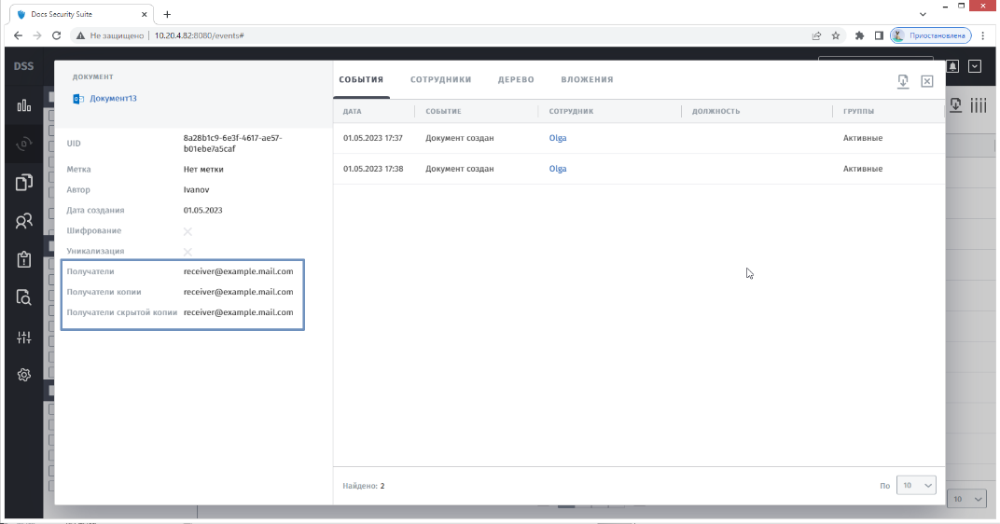 Docs Security Suite
Не защищено | 10.20.4.82:8080/events#
Приостановлена
DSS
ДОКУМЕНТ
Документ13
UID 8a28b1c9-6e3f-4617-ae57-
b01ebe7a5caf
Метка Нет метки
Автор Ivanov
Дата создания 01.05.2023
Шифрование
Уникализация
Получатели receiver@example.mail.com
Получатели копии receiver@example.mail.com
Получатели скрытой копии receiver@example.mail.com
СОБЫТИЯ СОТРУДНИКИ ДЕРЕВО ВЛОЖЕНИЯ
ДАТА СОБЫТИЕ СОТРУДНИК ДОЛЖНОСТЬ ГРУППЫ
01.05.2023 17:37 Документ создан Olga Активные
01.05.2023 17:38 Документ создан Olga Активные
Найдено: 2
По 10
10